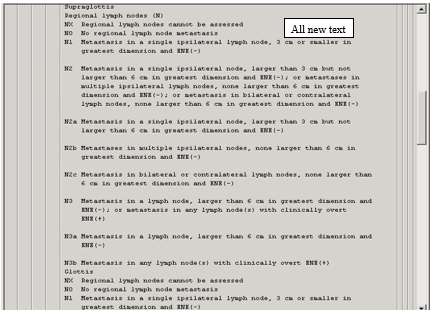 Supraglottis
Regional lymph nodes (N)
All new text
NX Regional lymph nodes cannot be assessed
N0 No regional lymph node metastasis
N1 Metastasis in a single ipsilateral lymph node, 3 cm or smaller in
greatest dimension and ENE(-)
N2 Metastasis in a single ipsilateral node, larger than 3 cm but not
larger than 6 cm in greatest dimension and ENE(-); or metastases in
multiple ipsilateral lymph nodes, none larger than 6 cm in greatest
dimension and ENE(-); or metastasis in bilateral or contralateral
lymph nodes, none larger than 6 cm in greatest dimension and ENE(-)
N2a Metastasis in a single ipsilateral node, larger than 3 cm but not
larger than 6 cm in greatest dimension and ENE(-)
N2b Metastases in multiple ipsilateral nodes, none larger than 6 cm in
greatest dimension and ENE(-)
N2c Metastasis in bilateral or contralateral lymph nodes, none larger than
6 cm in greatest dimension and ENE(-)
N3 Metastasis in a lymph node, larger than 6 cm in greatest dimension and
ENE(-); or metastasis in any lymph node(s) with clinically overt
ENE(+)
N3a Metastasis in a lymph node, larger than 6 cm in greatest dimension and
ENE(-)
N3b Metastasis in any lymph node(s) with clinically overt ENE(+)
Glottis
NX Regional lymph nodes cannot be assessed
N0 No regional lymph node metastasis
N1 Metastasis in a single ipsilateral lymph node, 3 cm or smaller in
greatest dimension and ENE(-)